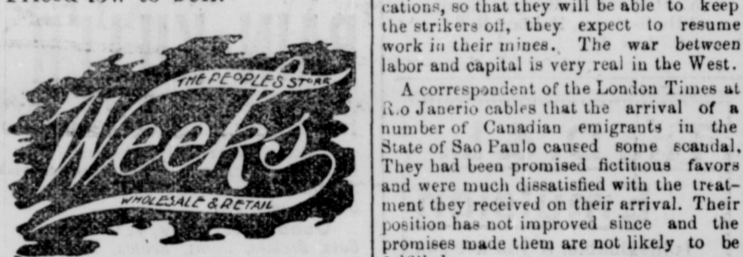 THE PEOPLE'S STORE
Weeks
WHOLESALE & RETAIL
cations, so that they will be able to keep
the strikers off, they expect to resume
work in their mines. The war between
labor and capital is very real in the West.
A correspondent of the London Times at
Rio Janerio cables that the arrival of a
number of Canadian emigrants in the
State of Sao Paulo caused some scandal.
They had been promised fictitious favors
and were much dissatisfied with the treat-
ment they received on their arrival. Their
position has not improved since and the
promises made them are not likely to be